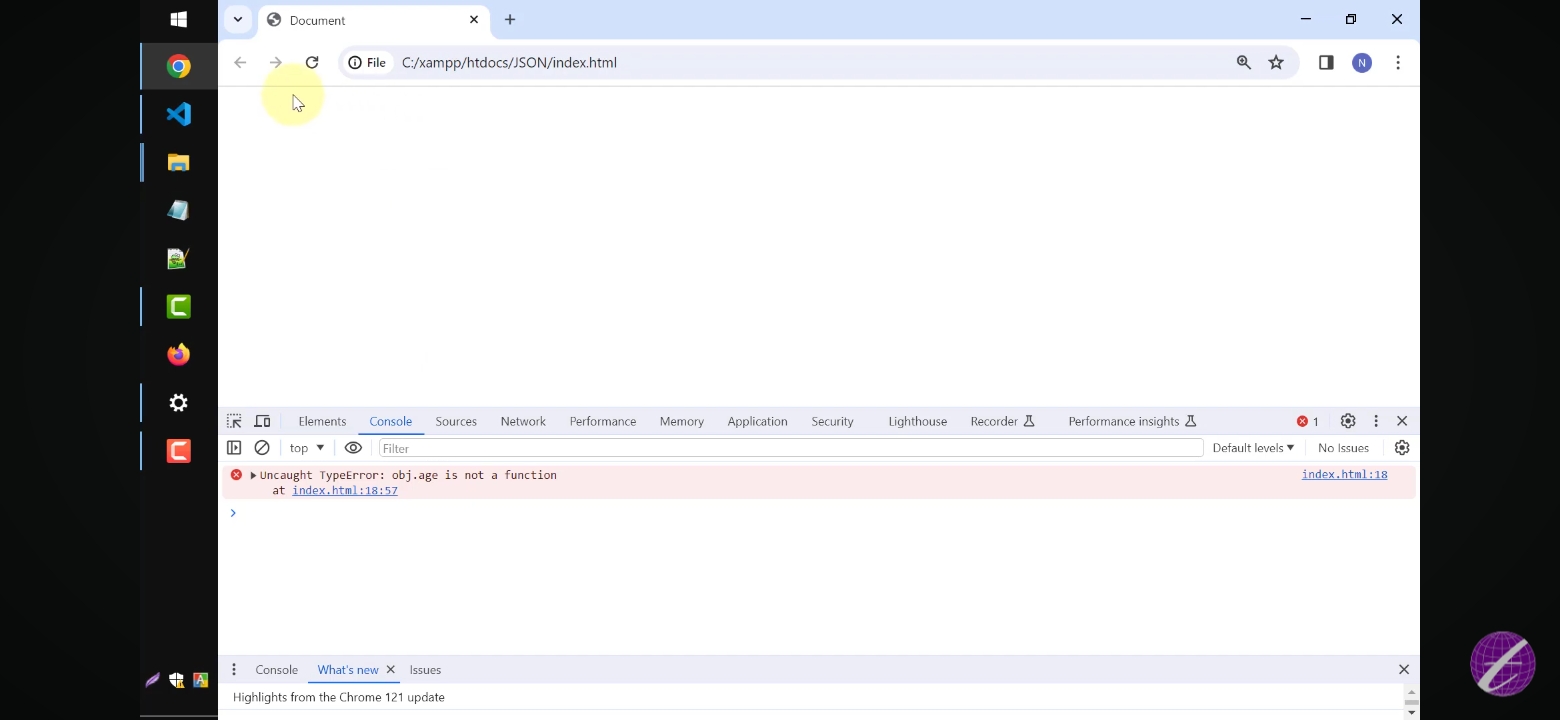 Document
File
C:/xampp/htdocs/JSON/index.html
N
Elements
Console
Sources
Network
Performance
Memory
Application
Security
Lighthouse
Recorder
Performance insights
1
top
Filter
Default levels
No Issues
Uncaught TypeError: obj.age is not a function
index.html:18
at index.html:18:57
Console
What's new
Issues
Highlights from the Chrome 121 update